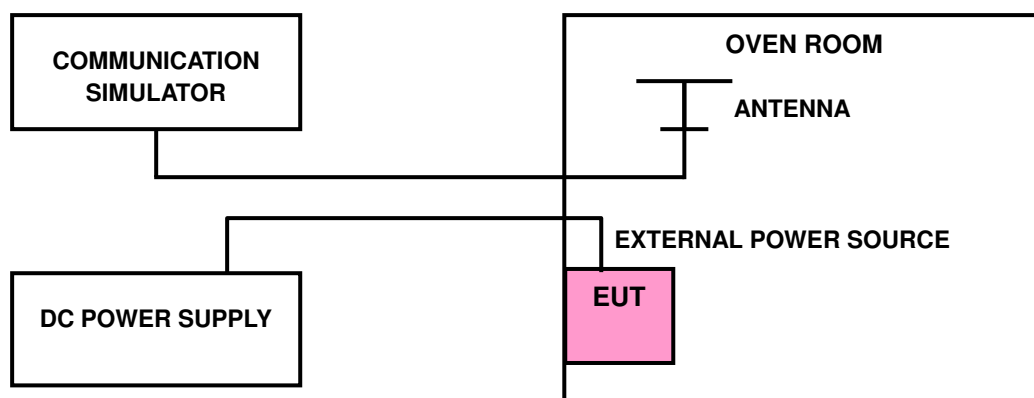 COMMUNICATION
SIMULATOR
OVEN ROOM
ANTENNA
EXTERNAL POWER SOURCE
EUT
DC POWER SUPPLY